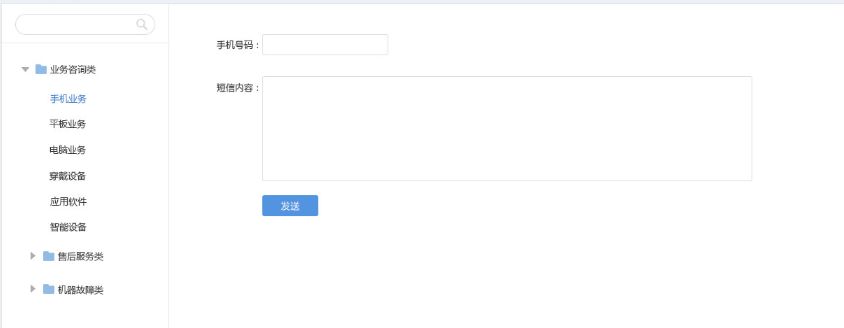 业务咨询类
手机业务
平板业务
电脑业务
穿戴设备
应用软件
智能设备
售后服务类
机器故障类
手机号码：
短信内容：
发送